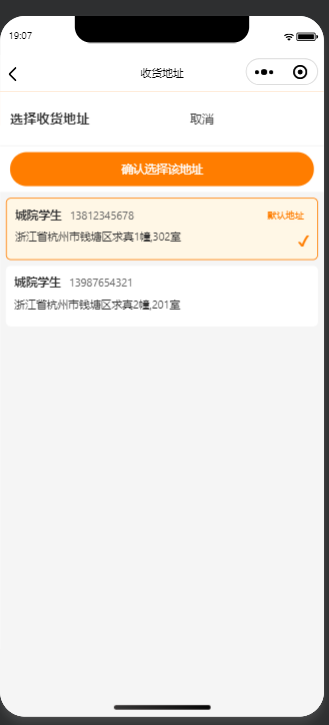 19:07
收货地址
选择收货地址 取消
确认选择该地址
城院学生 13812345678 默认地址
浙江省杭州市钱塘区求真1幢,302室
城院学生 13987654321
浙江省杭州市钱塘区求真2幢,201室